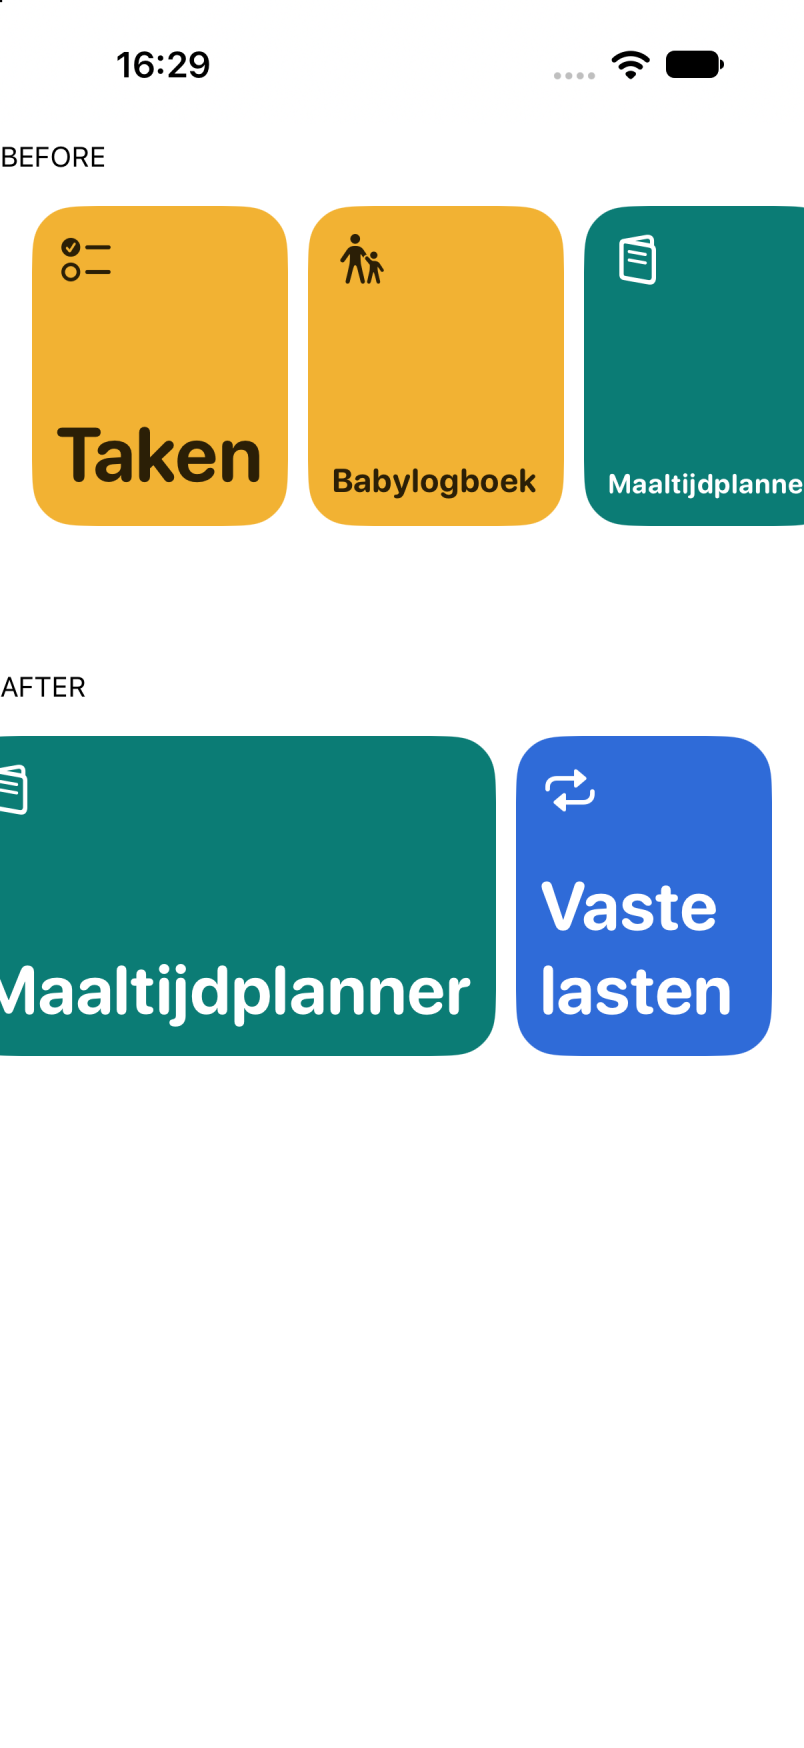 16:29
BEFORE
Taken
Babylogboek
Maaltijdplanne
AFTER
Maaltijdplanner
Vaste
lasten